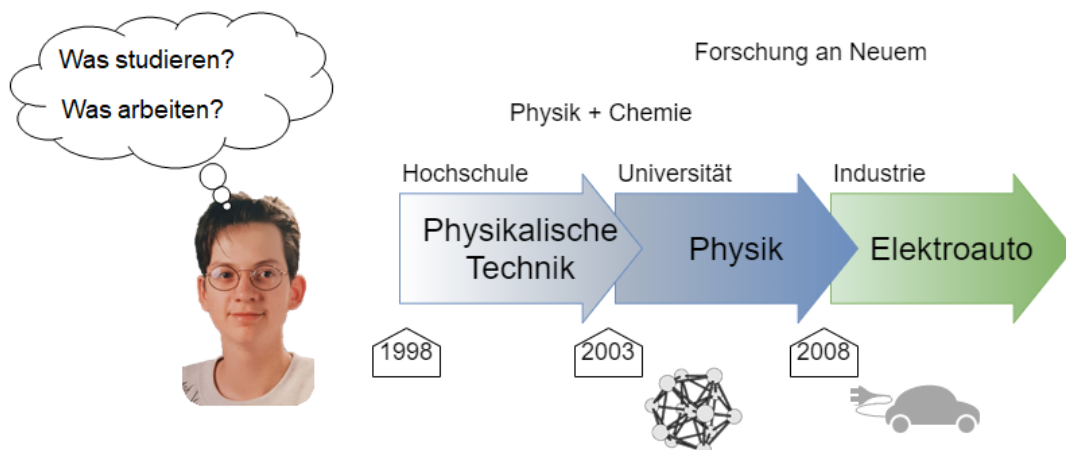 Was studieren?
Was arbeiten?
Forschung an Neuem
Physik + Chemie
Hochschule
Universität
Industrie
Physikalische
Technik
Physik
Elektroauto
1998
2003
2008